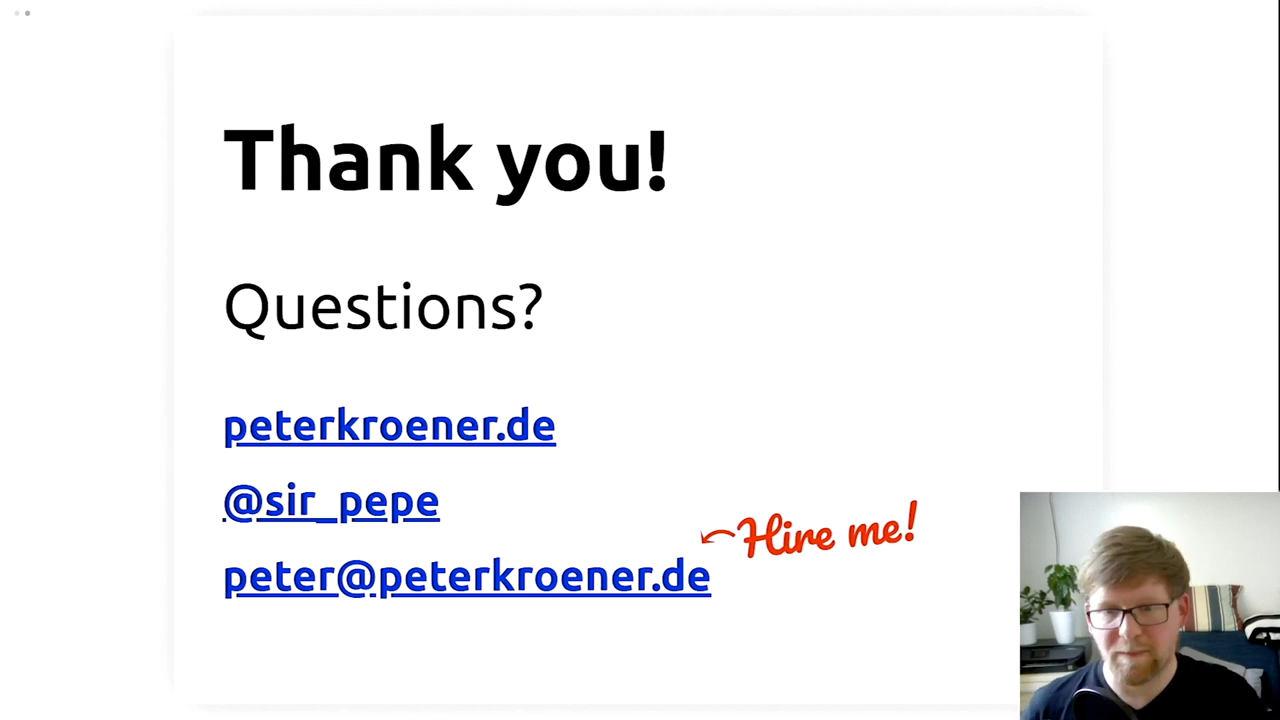 Thank you!
Questions?
peterkroener.de
@sir_pepe
Hire me!
peter@peterkroener.de